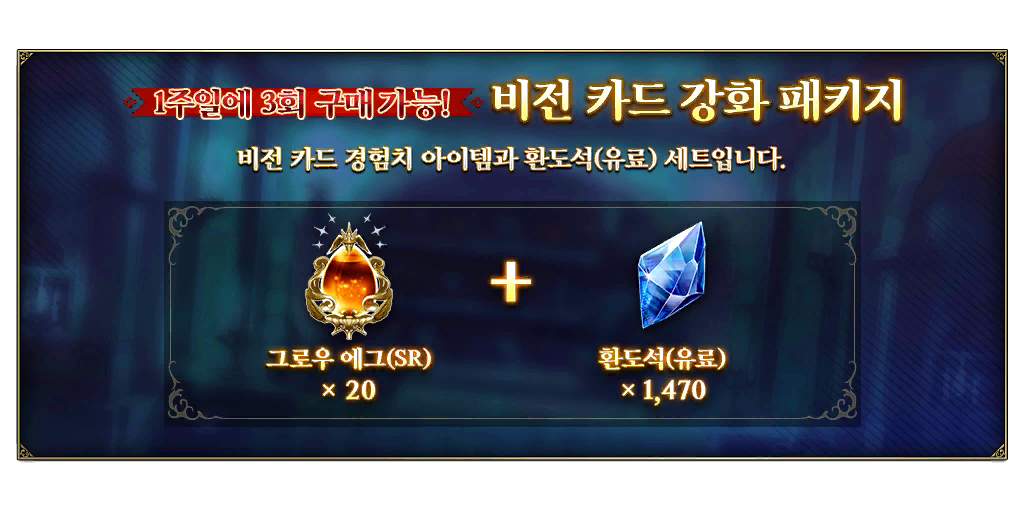 1주일에 3회 구매 가능! 비전 카드 강화 패키지
비전 카드 경험치 아이템과 환도석(유료) 세트입니다.
그로우 에그(SR)
× 20
+
환도석(유료)
× 1,470